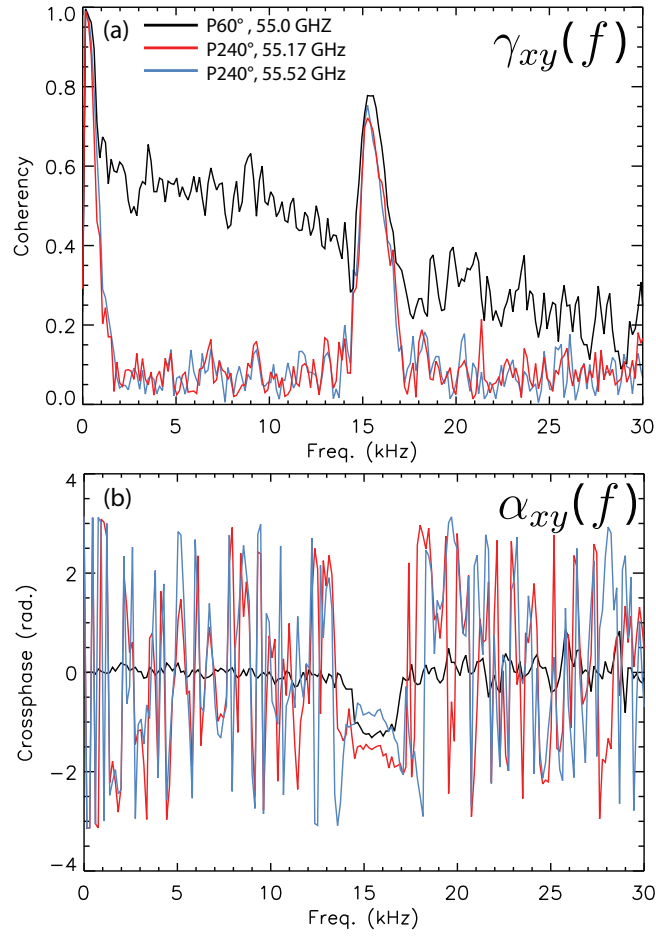 (a)
P60°, 55.0 GHZ
P240°, 55.17 GHz
P240°, 55.52 GHz
γxy(f)
1.0
0.8
0.6
0.4
0.2
0.0
Coherency
0 5 10 15 20 25 30
Freq. (kHz)
(b)
αxy(f)
4
2
0
−2
−4
Crossphase (rad.)
0 5 10 15 20 25 30
Freq. (kHz)